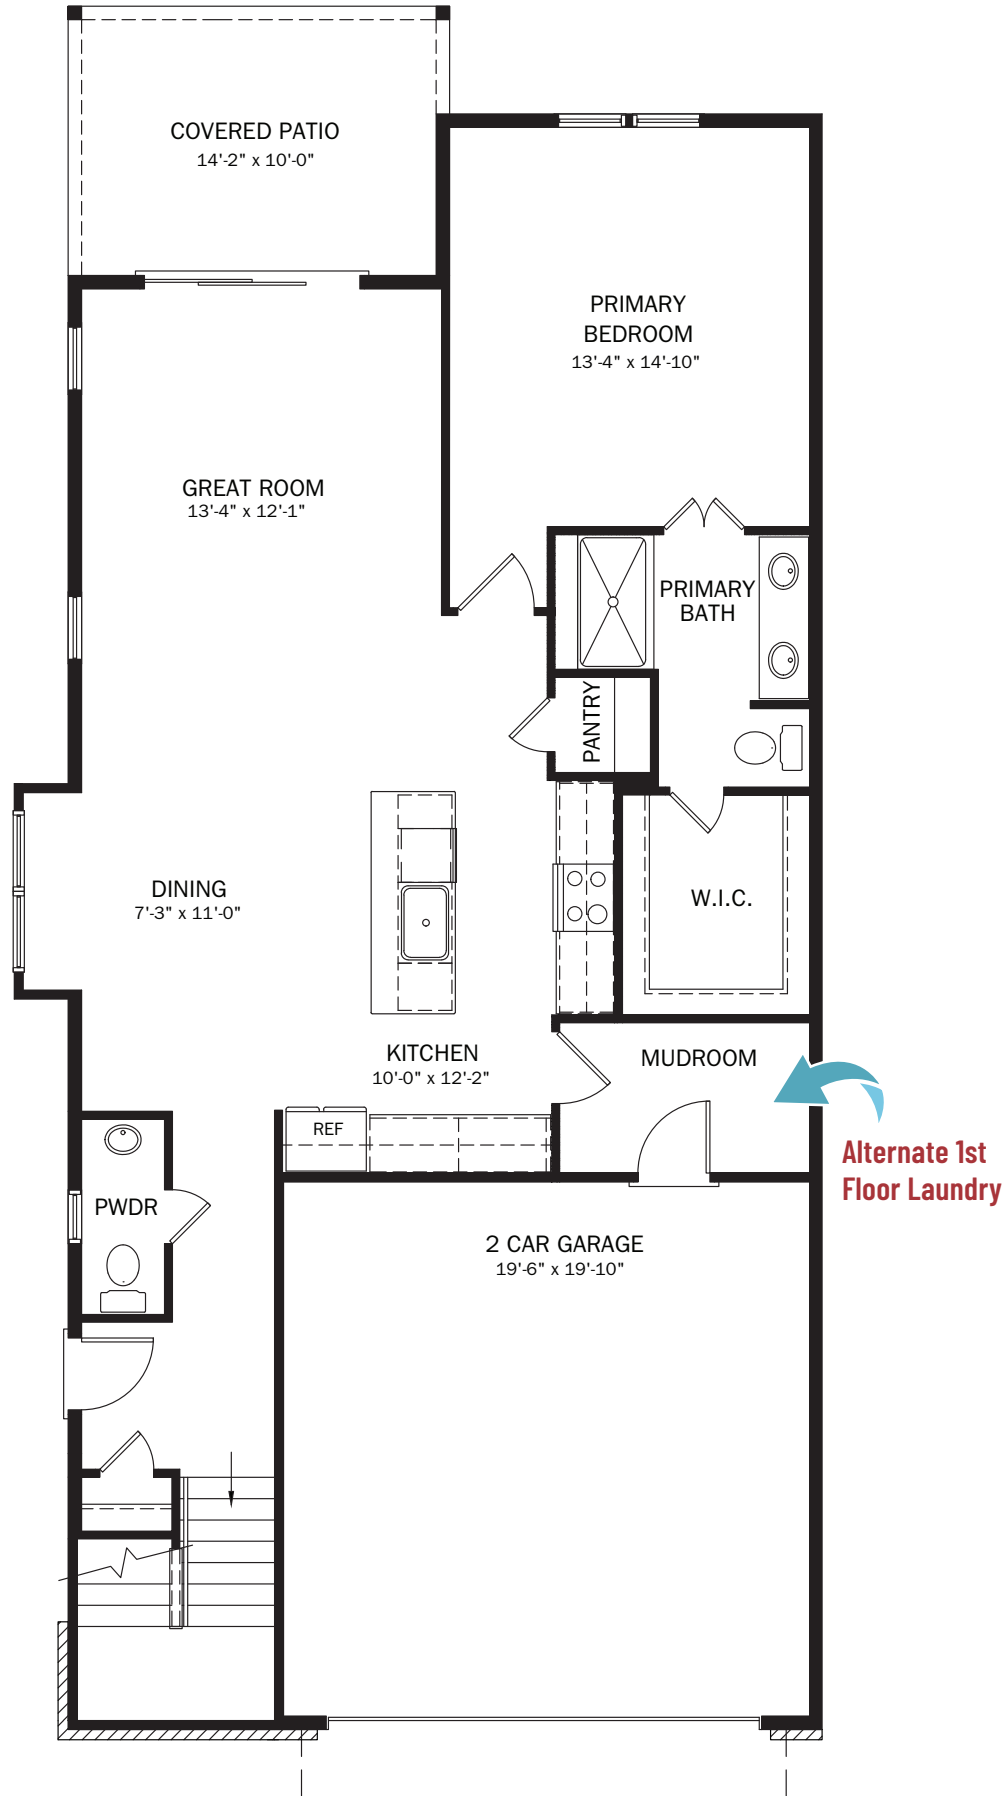 COVERED PATIO
14'-2" x 10'-0"
PRIMARY
BEDROOM
13'-4" x 14'-10"
GREAT ROOM
13'-4" x 12'-1"
PRIMARY
BATH
PANTRY
DINING
7'-3" x 11'-0"
W.I.C.
KITCHEN
10'-0" x 12'-2"
MUDROOM
REF
Alternate 1st
Floor Laundry
PWDR
2 CAR GARAGE
19'-6" x 19'-10"